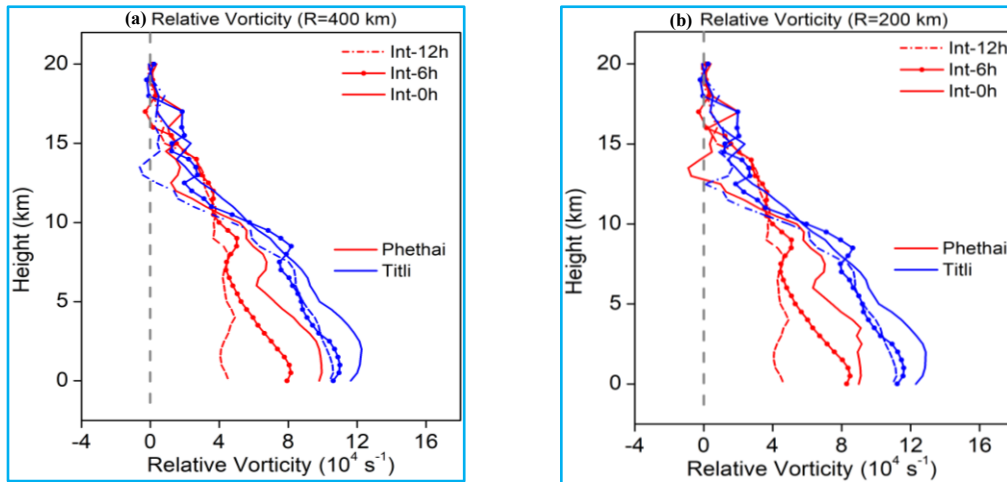 (a) Relative Vorticity (R=400 km)
Int-12h
Int-6h
Int-0h
Phethai
Titli
Height (km)
20
15
10
5
0
-4 0 4 8 12 16
Relative Vorticity (10⁴ s⁻¹)
(b) Relative Vorticity (R=200 km)
Int-12h
Int-6h
Int-0h
Phethai
Titli
Height (km)
20
15
10
5
0
-4 0 4 8 12 16
Relative Vorticity (10⁴ s⁻¹)